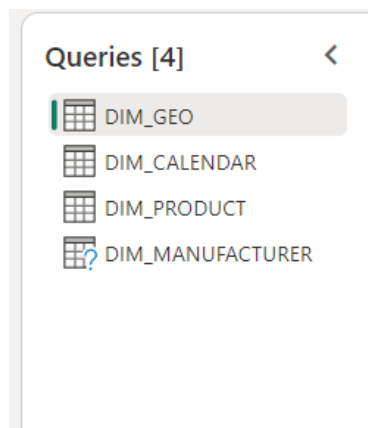 Queries [4]
DIM_GEO
DIM_CALENDAR
DIM_PRODUCT
DIM_MANUFACTURER